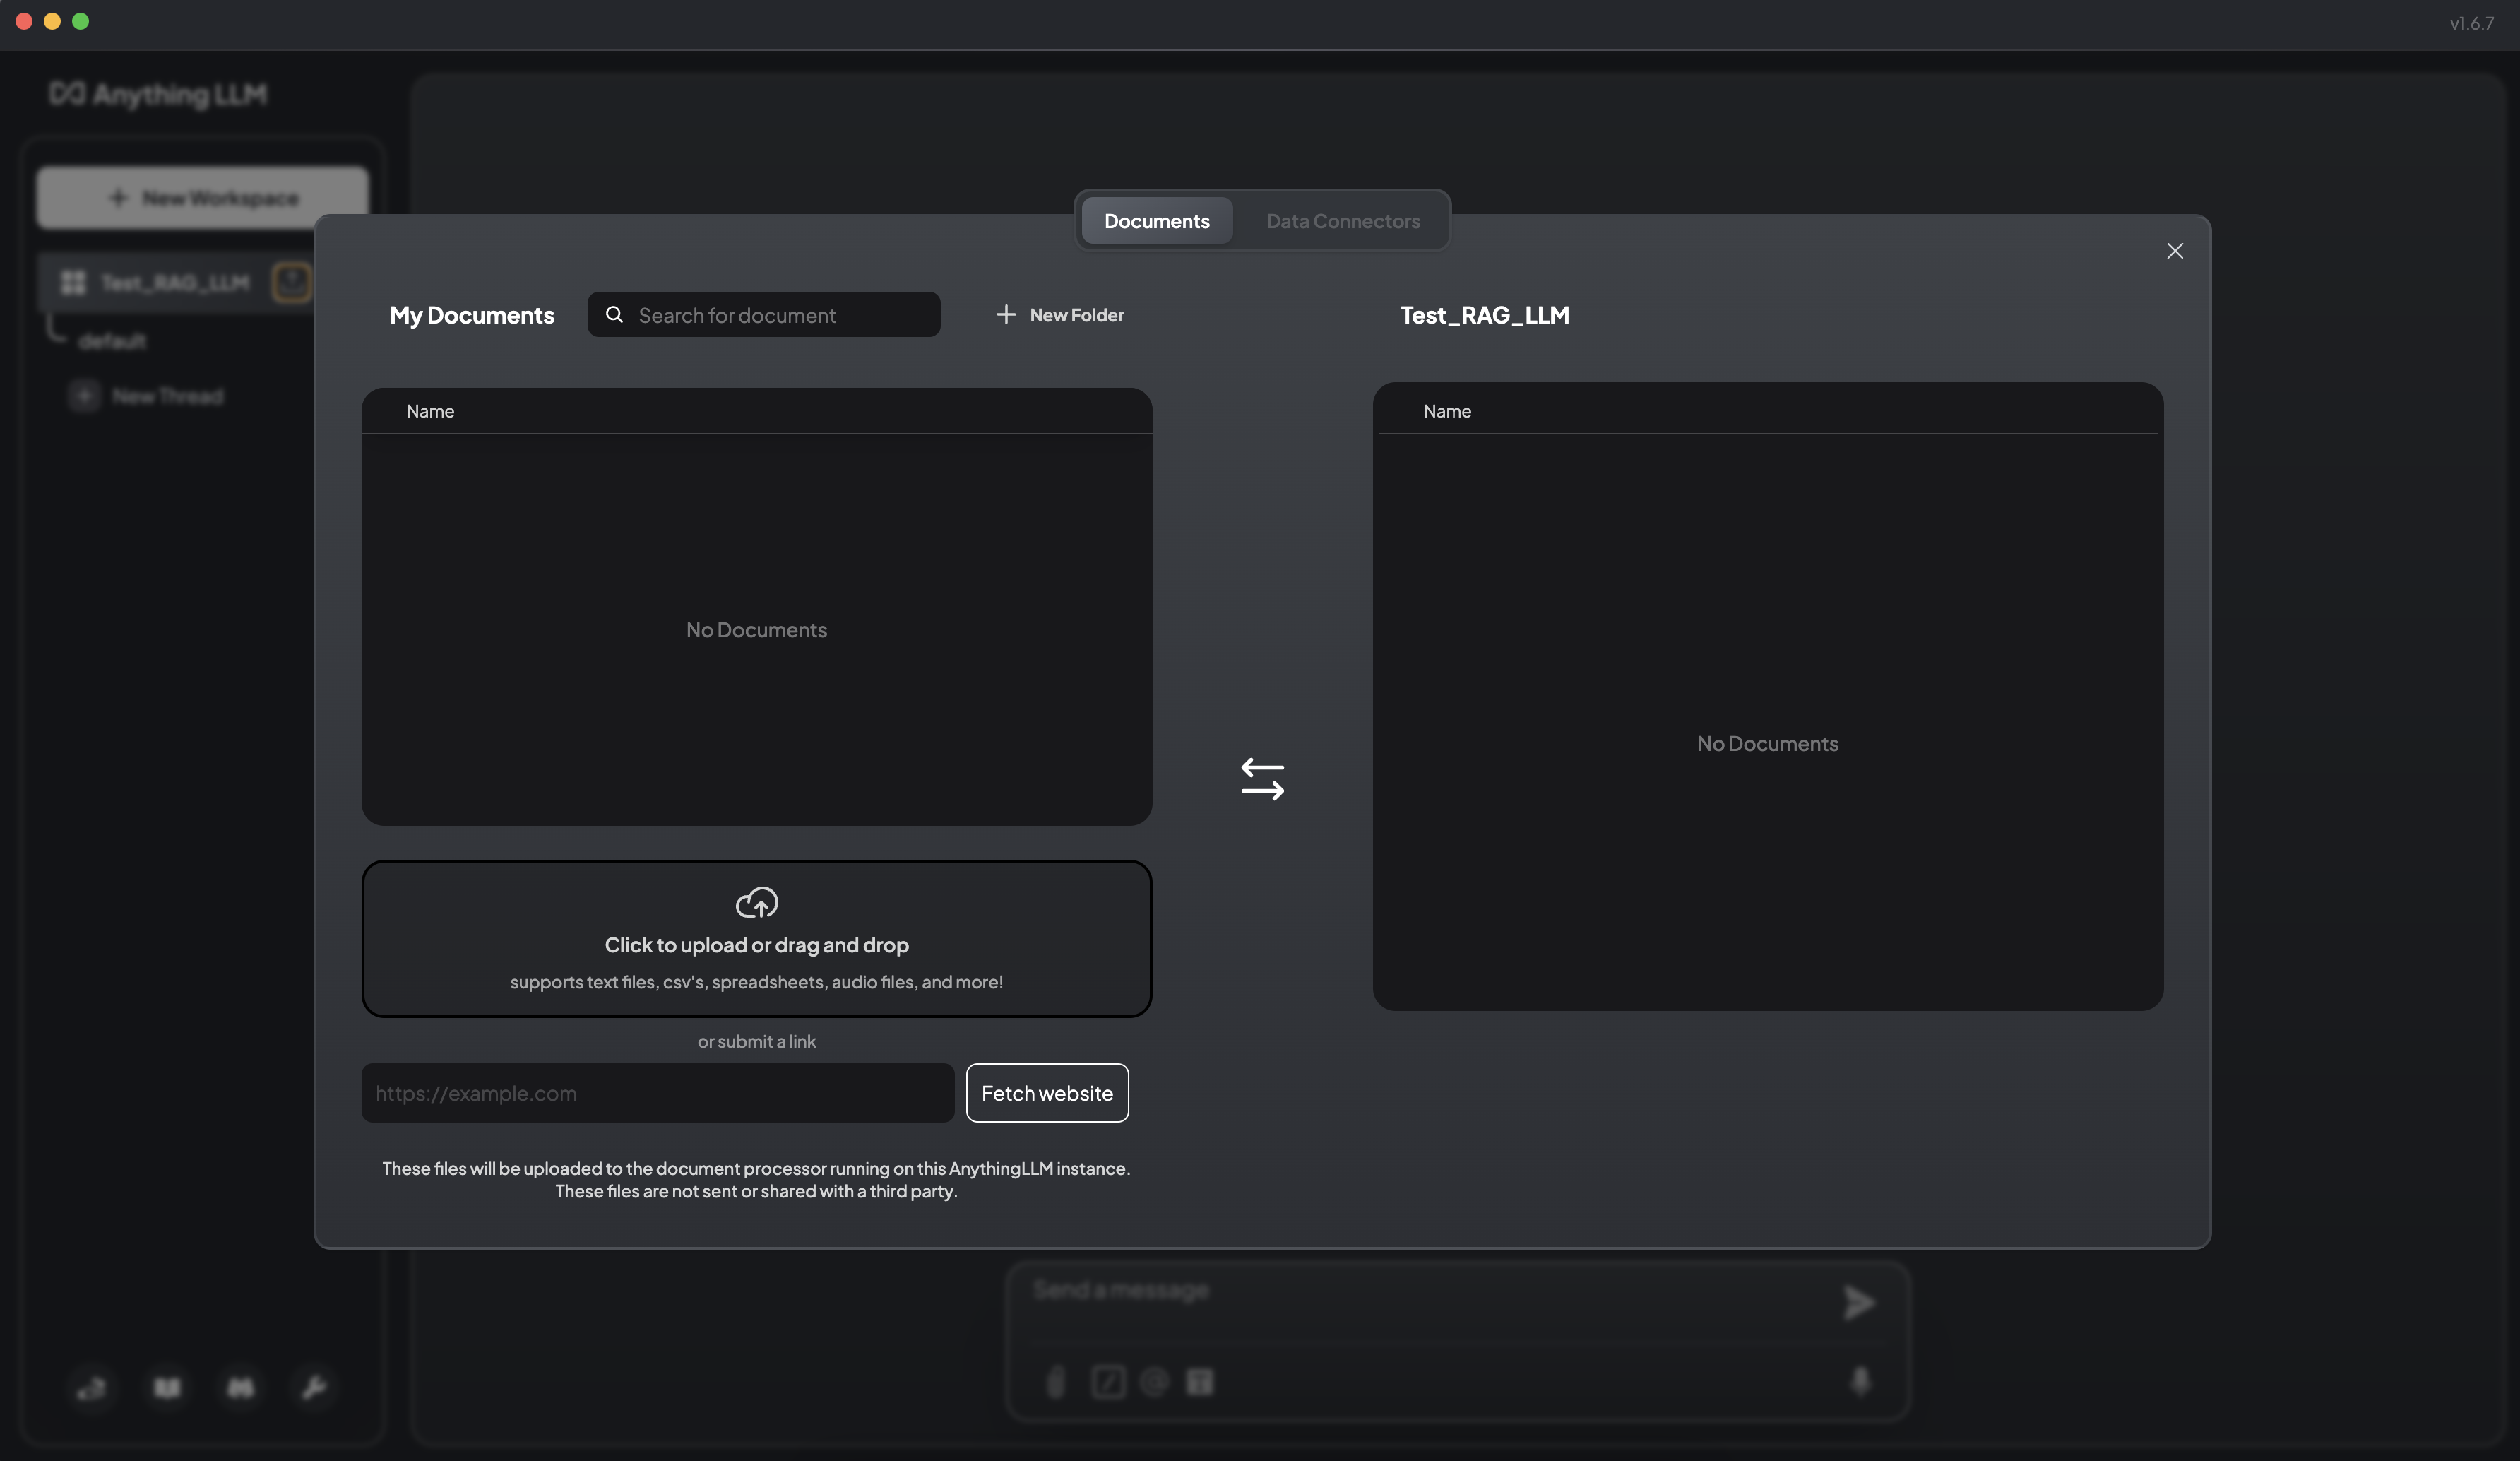 v1.6.7
Anything LLM
New Workspace
Test_RAG_LLM
default
New Thread
Documents
Data Connectors
My Documents
Search for document
New Folder
Name
No Documents
Click to upload or drag and drop
supports text files, csv's, spreadsheets, audio files, and more!
or submit a link
https://example.com
Fetch website
These files will be uploaded to the document processor running on this AnythingLLM instance.
These files are not sent or shared with a third party.
Test_RAG_LLM
Name
No Documents
Send a message